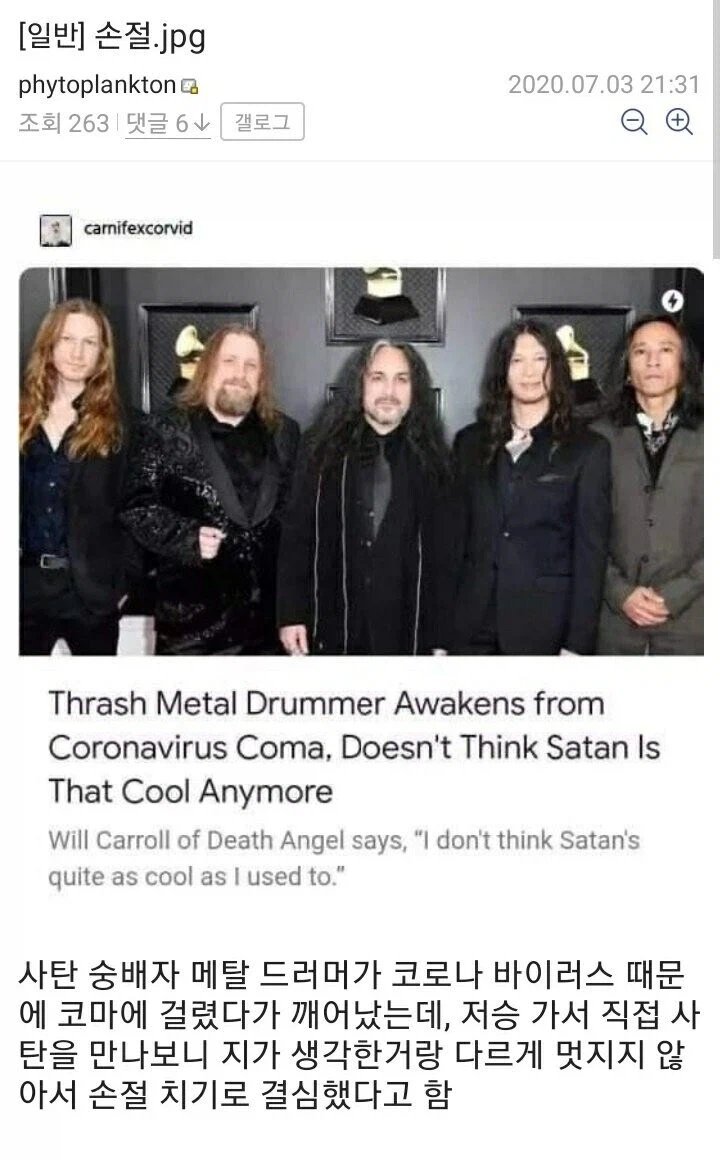 [일반] 손절.jpg
phytoplankton
2020.07.03 21:31
조회 263 댓글 6↓ 갤로그
carnifexcorvid
Thrash Metal Drummer Awakens from
Coronavirus Coma, Doesn't Think Satan Is
That Cool Anymore
Will Carroll of Death Angel says, "I don't think Satan's
quite as cool as I used to."
사탄 숭배자 메탈 드러머가 코로나 바이러스 때문
에 코마에 걸렸다가 깨어났는데, 저승 가서 직접 사
탄을 만나보니 지가 생각한거랑 다르게 멋지지 않
아서 손절 치기로 결심했다고 함